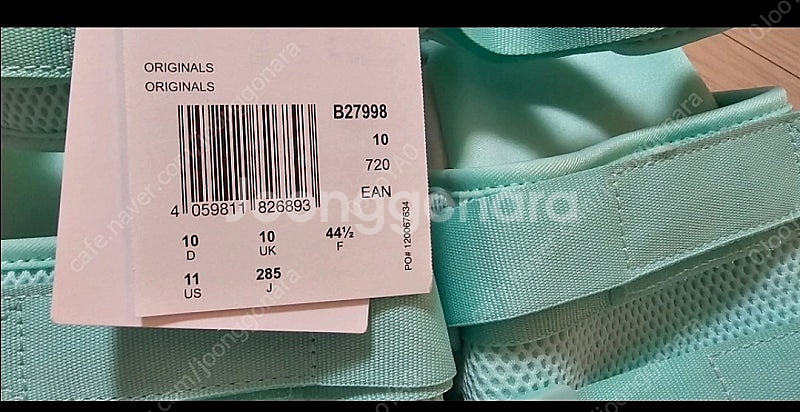 ORIGINALS
ORIGINALS
B27998
10
720
EAN
4 059811 826893
10 10 44½
D UK F
11 285
US J
PO# 120067634
Joonggonara
cafe.naver.com/joonggonara